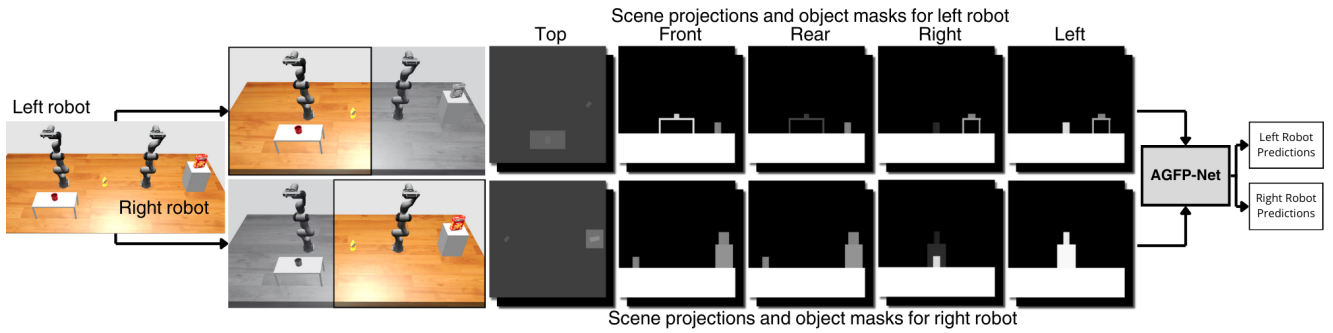 Scene projections and object masks for left robot
Top
Front
Rear
Right
Left
Left robot
Right robot
AGFP-Net
Left Robot
Predictions
Right Robot
Predictions
Scene projections and object masks for right robot